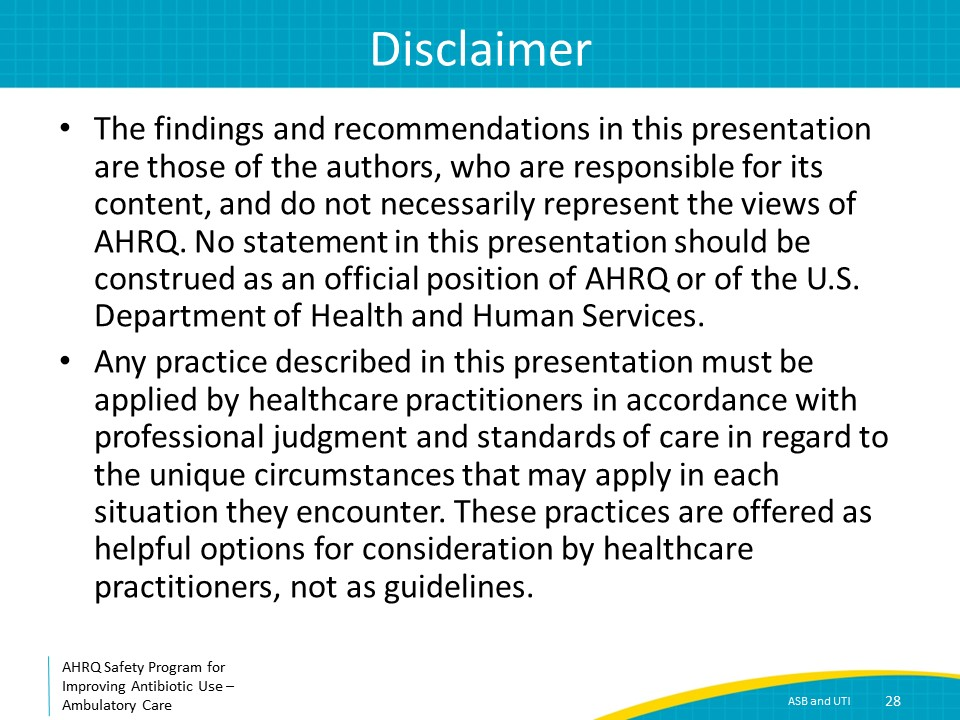 Disclaimer
• The findings and recommendations in this presentation
are those of the authors, who are responsible for its
content, and do not necessarily represent the views of
AHRQ. No statement in this presentation should be
construed as an official position of AHRQ or of the U.S.
Department of Health and Human Services.
• Any practice described in this presentation must be
applied by healthcare practitioners in accordance with
professional judgment and standards of care in regard to
the unique circumstances that may apply in each
situation they encounter. These practices are offered as
helpful options for consideration by healthcare
practitioners, not as guidelines.
AHRQ Safety Program for
Improving Antibiotic Use –
Ambulatory Care
ASB and UTI 28